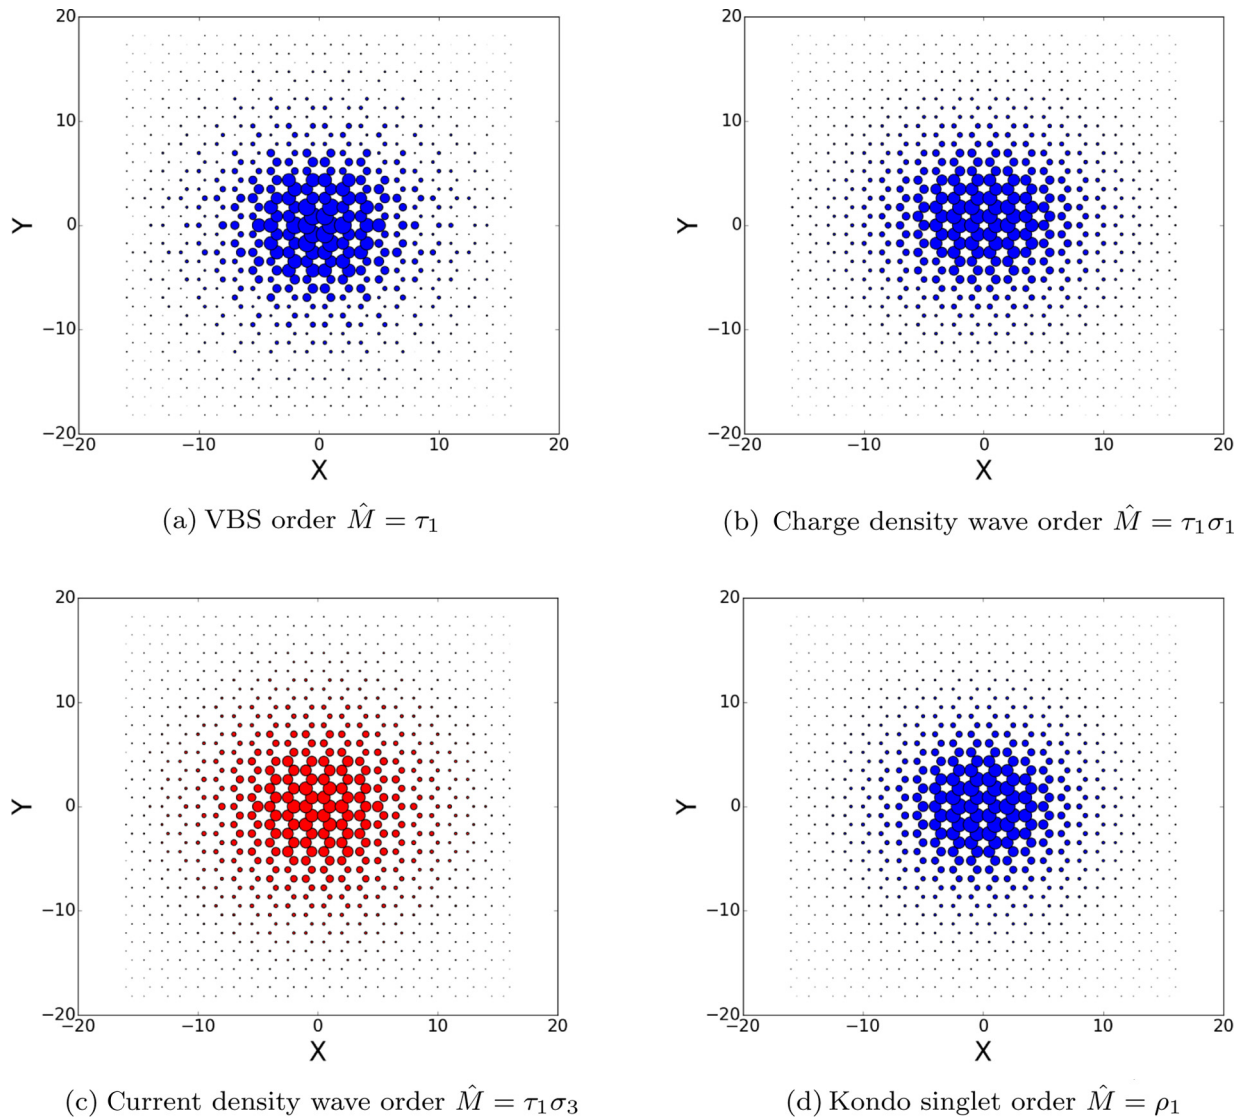 20
10
0
−10
−20
−20 −10 0 10 20
Y
X
(a) VBS order M̂ = τ₁
20
10
0
−10
−20
−20 −10 0 10 20
Y
X
(b) Charge density wave order M̂ = τ₁σ₁
20
10
0
−10
−20
−20 −10 0 10 20
Y
X
(c) Current density wave order M̂ = τ₁σ₃
20
10
0
−10
−20
−20 −10 0 10 20
Y
X
(d) Kondo singlet order M̂ = ρ₁